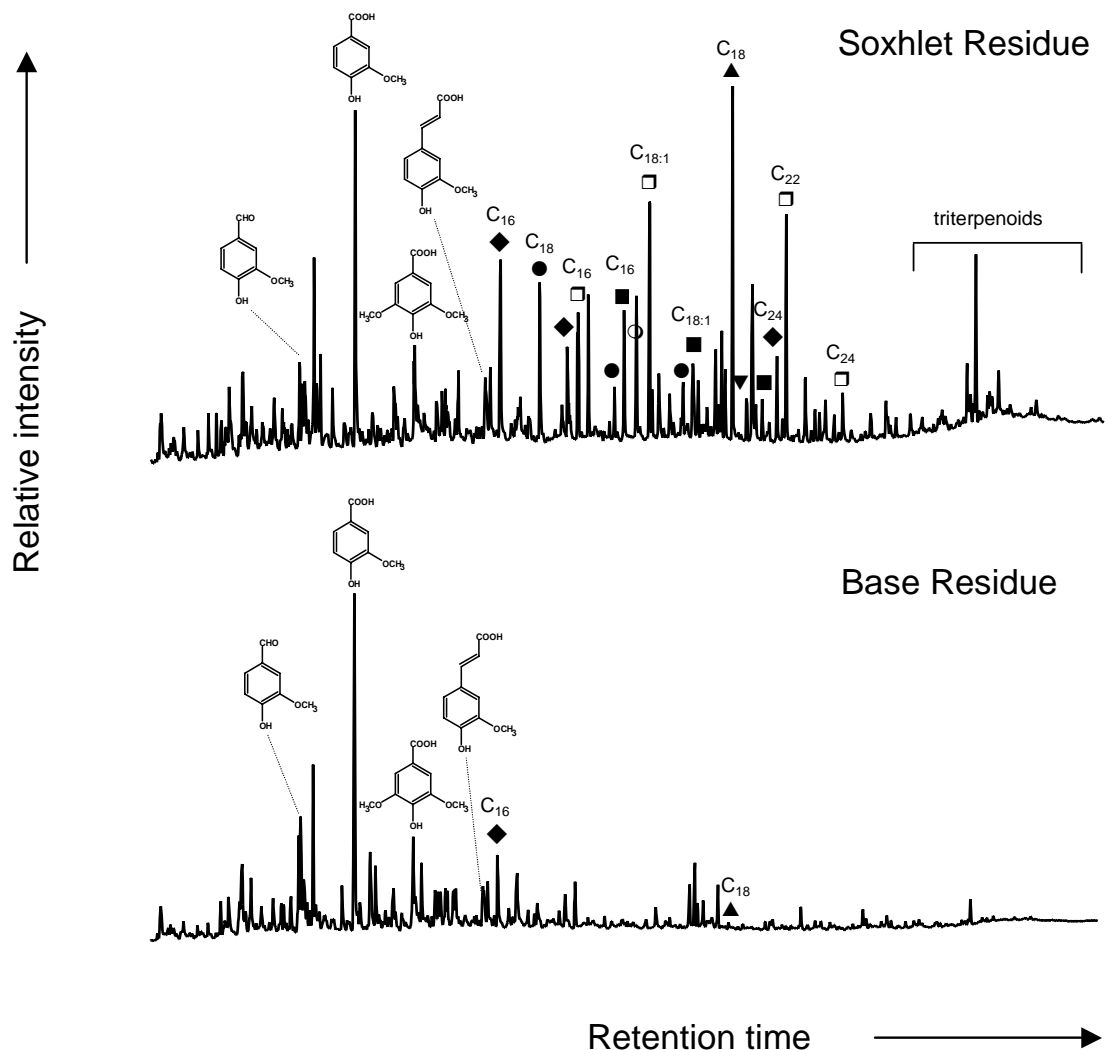 Soxhlet Residue
Relative intensity
COOH
OCH3
OH
COOH
OCH3
OH
CHO
OCH3
OH
COOH
H3CO
OCH3
OH
C16
C18
C16
C16
C18:1
C18:1
C18
C24
C22
C24
triterpenoids
Base Residue
COOH
OCH3
OH
CHO
OCH3
OH
COOH
OCH3
OH
COOH
H3CO
OCH3
OH
C16
C18
Retention time